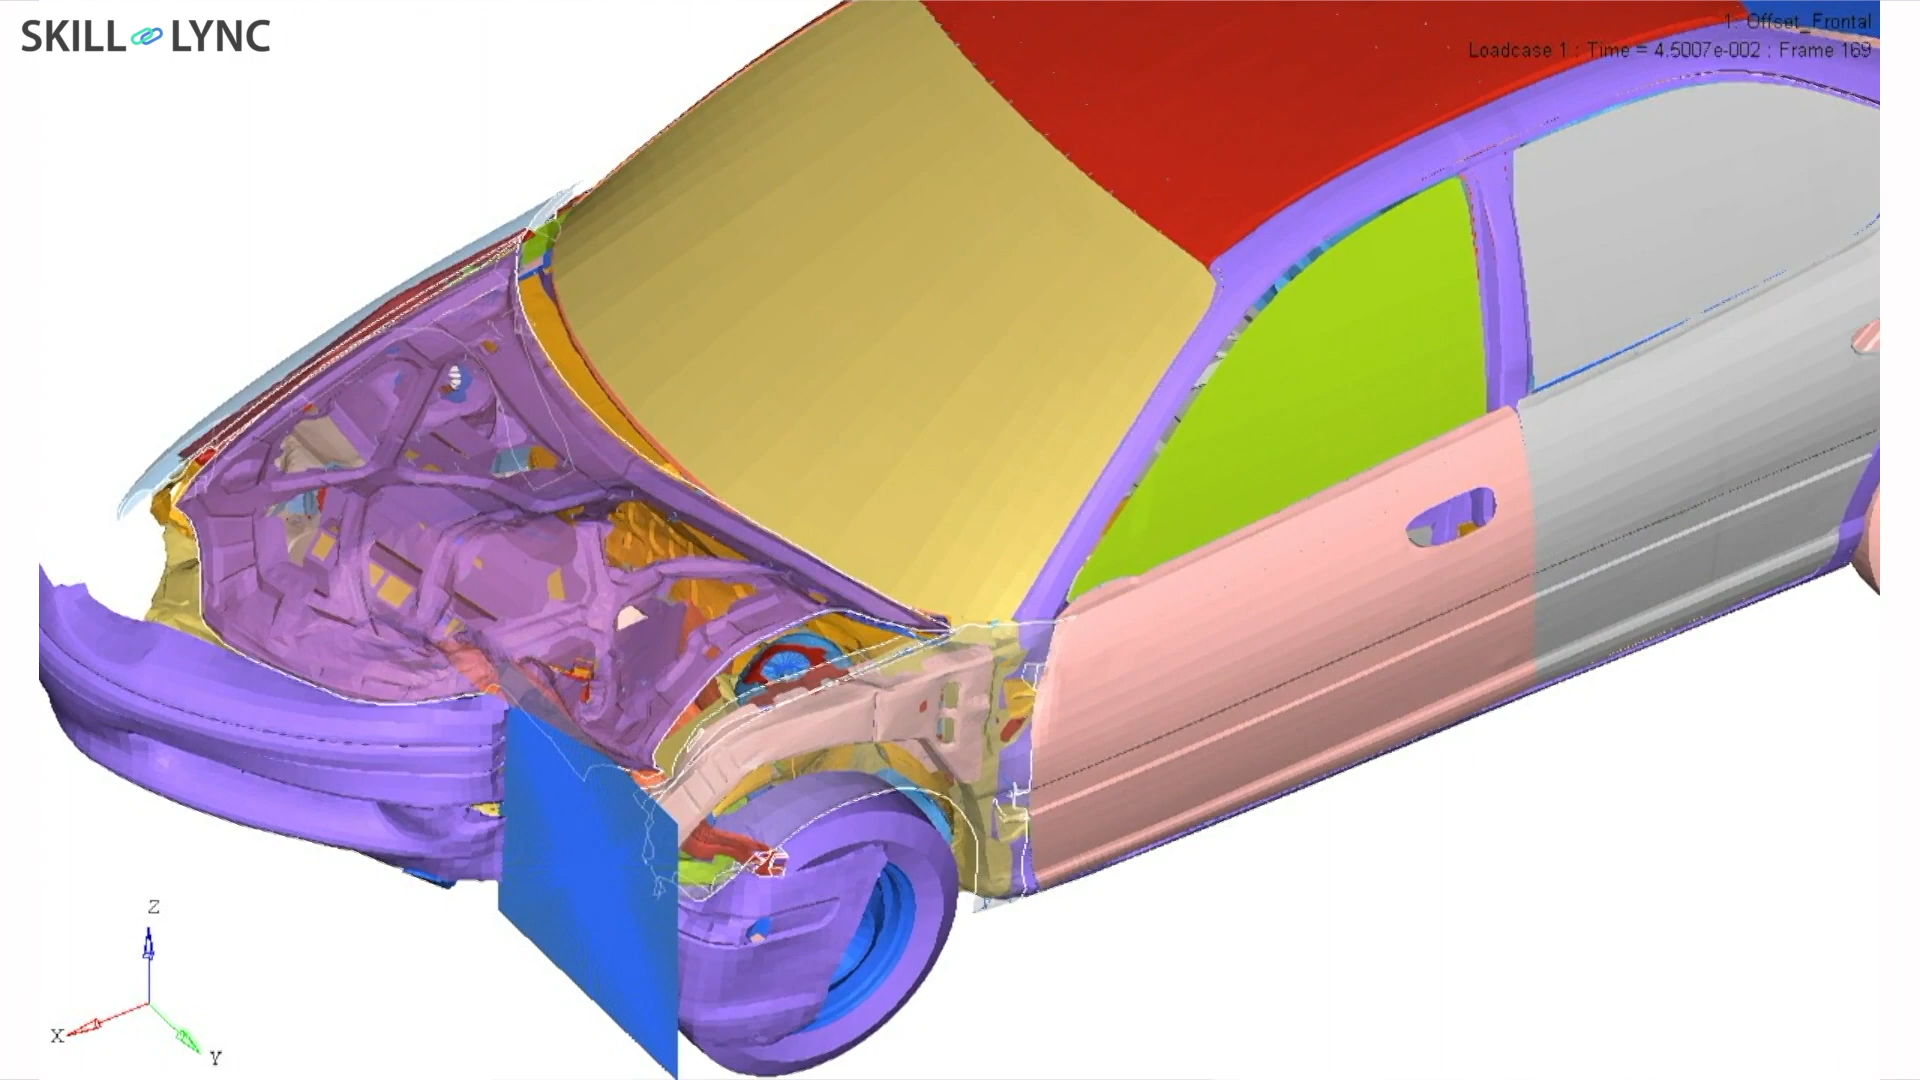 SKILL LYNC
1: Offset_Frontal
Loadcase 1 : Time = 4.5007e-002 : Frame 169
Z
X
Y